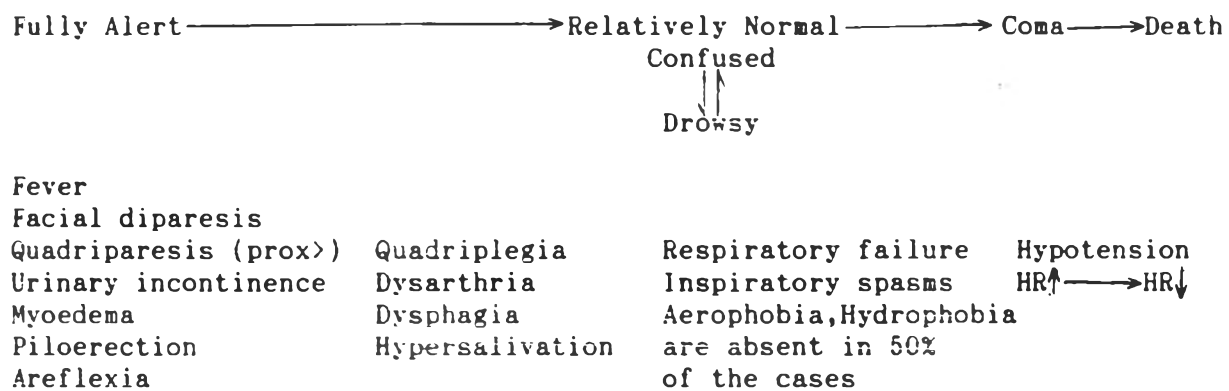 Fully Alert → Relatively Normal → Coma → Death
Confused
Drowsy
Fever
Facial diparesis
Quadriparesis (prox>) Quadriplegia Respiratory failure Hypotension
Urinary incontinence Dysarthria Inspiratory spasms HR↑ → HR↓
Myoedema Dysphagia Aerophobia,Hydrophobia
Piloerection Hypersalivation are absent in 50%
Areflexia of the cases